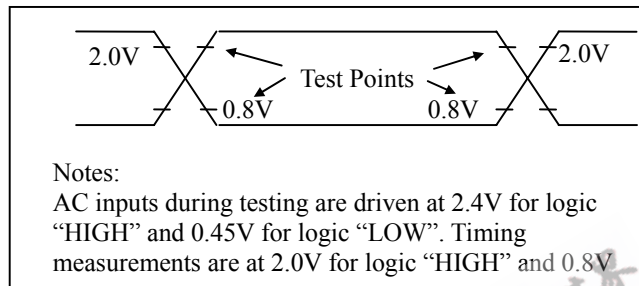 2.0V 2.0V
Test Points
0.8V 0.8V
Notes:
AC inputs during testing are driven at 2.4V for logic
“HIGH” and 0.45V for logic “LOW”. Timing
measurements are at 2.0V for logic “HIGH” and 0.8V